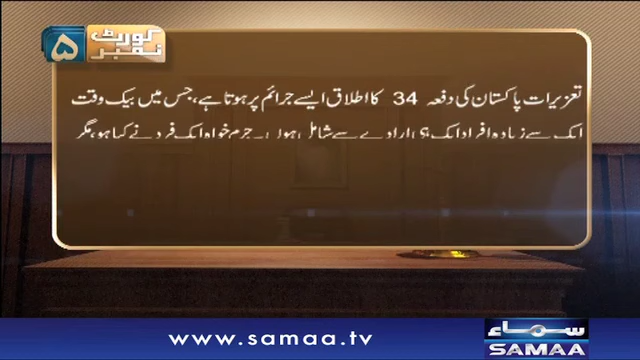 کورٹ
نمبر ۵
تعزیرات پاکستان کی دفعہ 34 کا اطلاق ایسے جرائم پر ہوتا ہے، جس میں بیک وقت
ایک سے زیادہ افراد ایک ہی ارادے سے شامل ہوں۔ جرم خواہ ایک فرد نے کیا ہو، مگر
www.samaa.tv
سماء
SAMAA